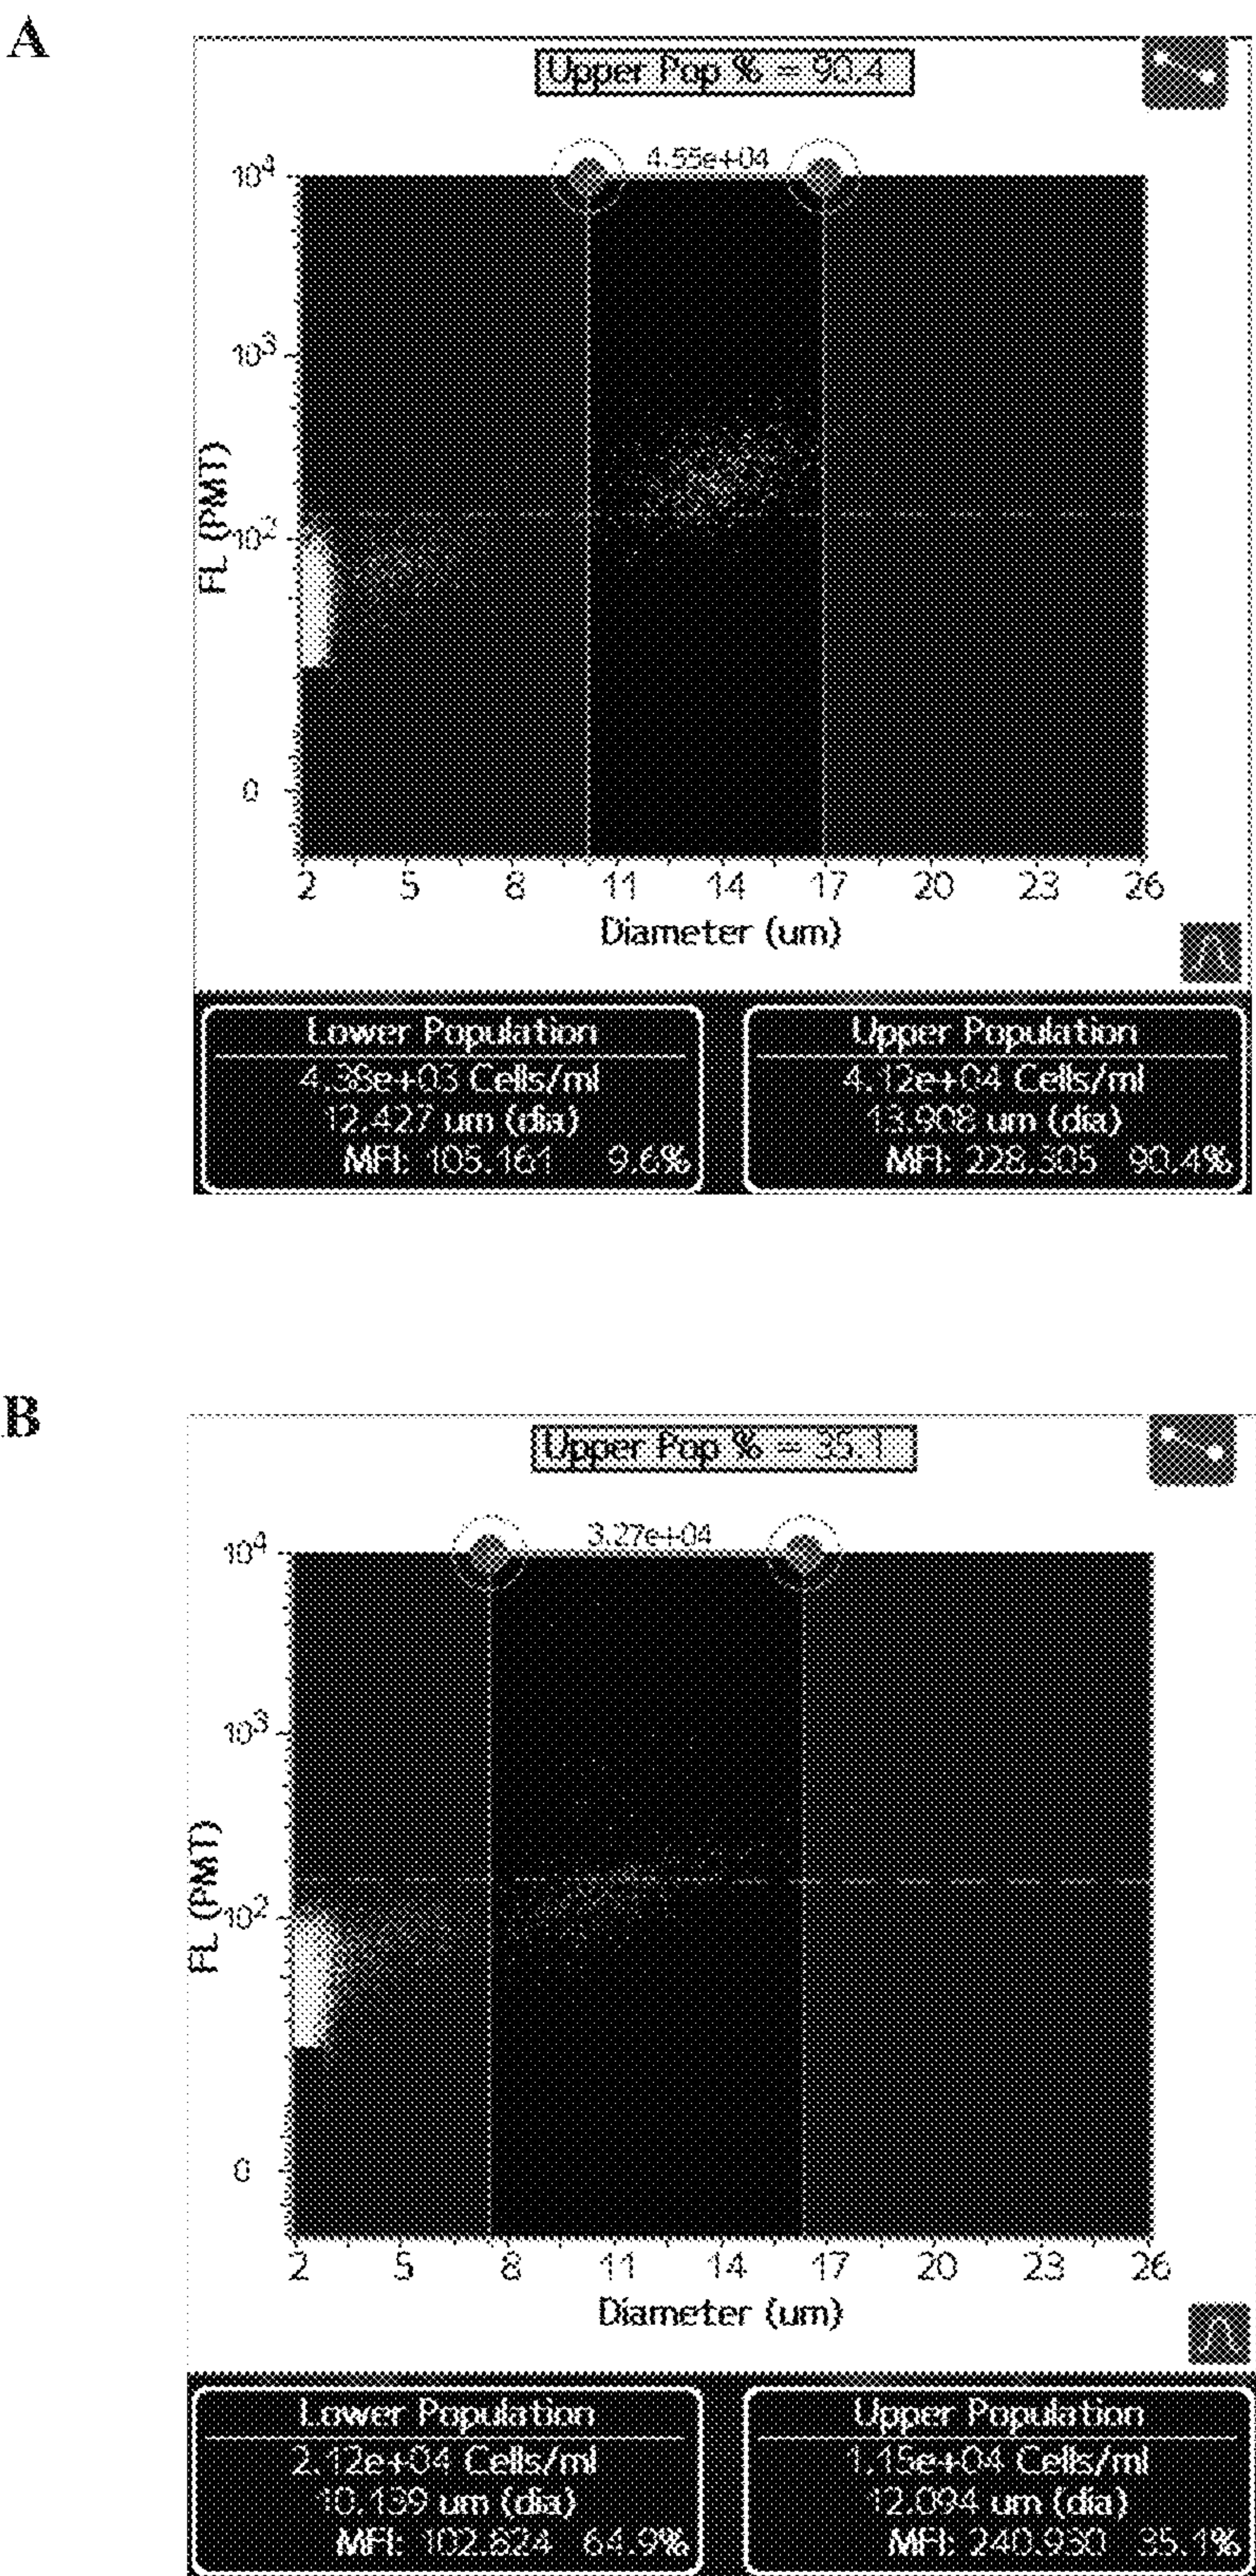 A
Upper Pop % = 90.4
4.55e+04
10^4
10^3
10^2
0
FL (PMT)
2 5 8 11 14 17 20 23 26
Diameter (um)
Lower Population
4.38e+03 Cells/ml
12.427 um (dia)
MFI: 105.161 9.6%
Upper Population
4.12e+04 Cells/ml
13.908 um (dia)
MFI: 228.305 90.4%
B
Upper Pop % = 35.1
3.27e+04
10^4
10^3
10^2
0
FL (PMT)
2 5 8 11 14 17 20 23 26
Diameter (um)
Lower Population
2.12e+04 Cells/ml
10.139 um (dia)
MFI: 102.624 64.9%
Upper Population
1.15e+04 Cells/ml
12.094 um (dia)
MFI: 240.930 35.1%